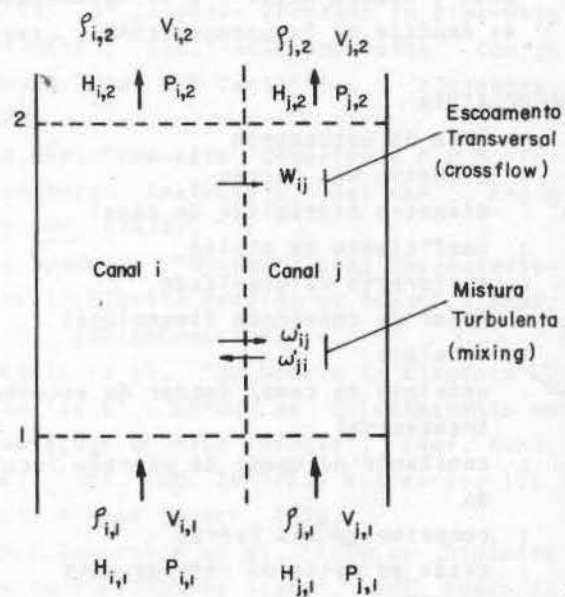 ρi,2 Vi,2 ρj,2 Vj,2
Hi,2 Pi,2 Hj,2 Pj,2
2
Escoamento
Transversal
(crossflow)
Wij
Canal i Canal j
Mistura
Turbulenta
(mixing)
ω'ij
ω'ji
1
ρi,1 Vi,1 ρj,1 Vj,1
Hi,1 Pi,1 Hj,1 Pj,1